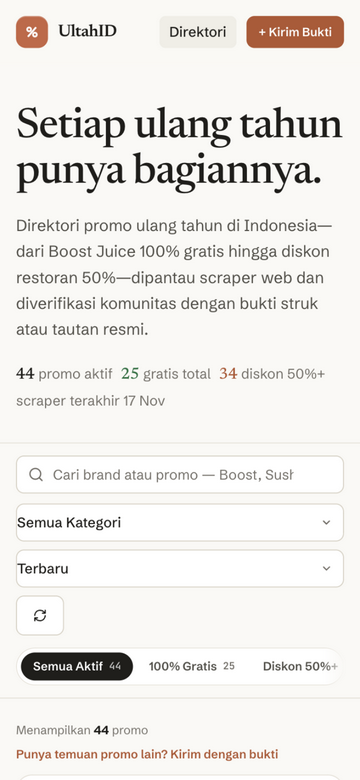 % UltahID Direktori + Kirim Bukti
Setiap ulang tahun
punya bagiannya.
Direktori promo ulang tahun di Indonesia—
dari Boost Juice 100% gratis hingga diskon
restoran 50%—dipantau scraper web dan
diverifikasi komunitas dengan bukti struk
atau tautan resmi.
44 promo aktif 25 gratis total 34 diskon 50%+
scraper terakhir 17 Nov
Cari brand atau promo — Boost, Sush
Semua Kategori
Terbaru
Semua Aktif 44 100% Gratis 25 Diskon 50%+
Menampilkan 44 promo
Punya temuan promo lain? Kirim dengan bukti